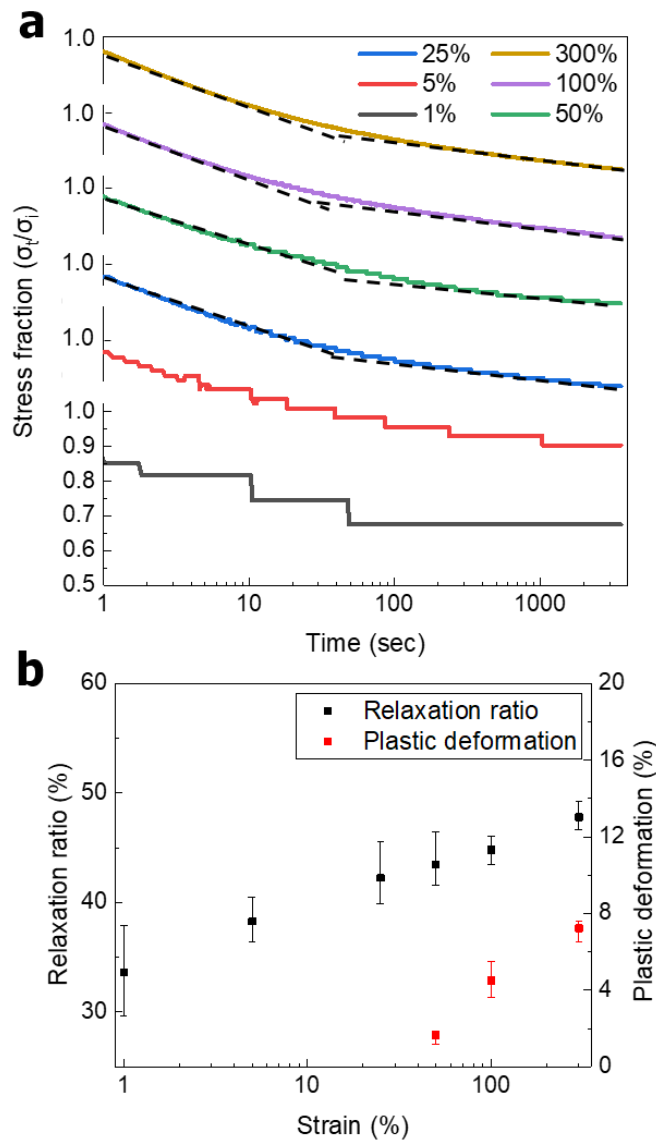 a
1.0
25% 300%
5% 100%
1% 50%
1.0
1.0
1.0
1.0
1.0
0.9
0.8
0.7
0.6
0.5
Stress fraction (σt/σi)
1 10 100 1000
Time (sec)
b
60
50
40
30
Relaxation ratio (%)
Relaxation ratio
Plastic deformation
20
16
12
8
4
0
Plastic deformation (%)
1 10 100
Strain (%)